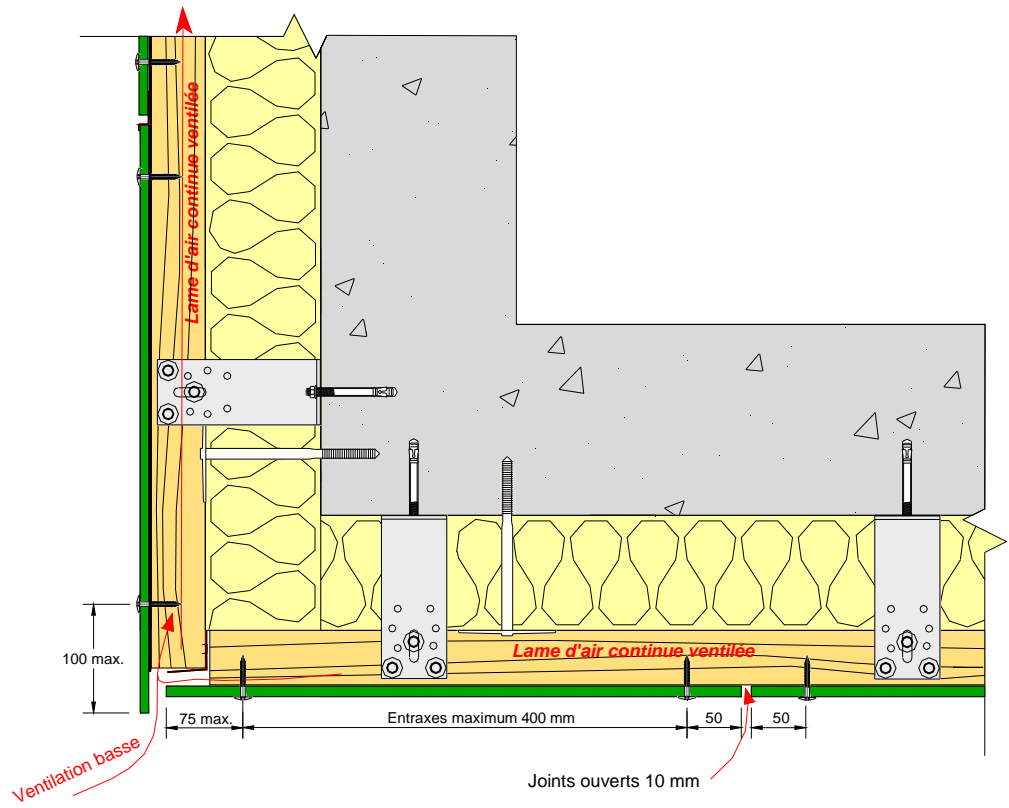 Lame d'air continue ventilée
100 max.
Lame d'air continue ventilée
75 max.
Entraxes maximum 400 mm
50
50
Ventilation basse
Joints ouverts 10 mm